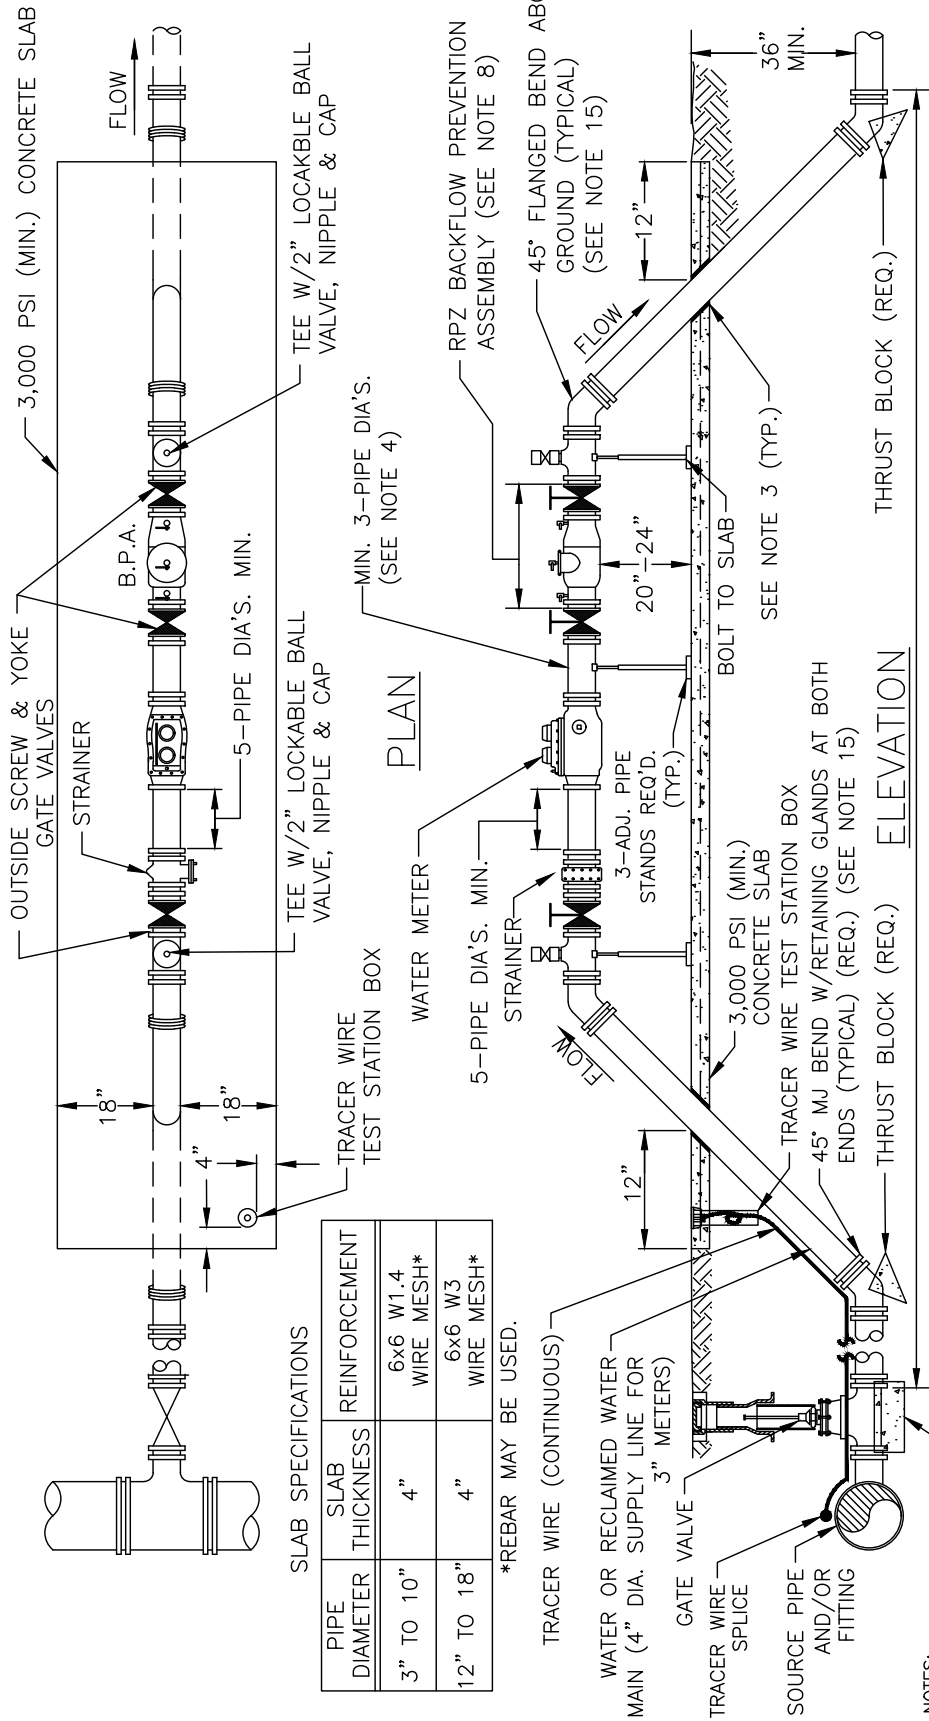 3,000 PSI (MIN.) CONCRETE SLAB
FLOW
OUTSIDE SCREW & YOKE
GATE VALVES
STRAINER
B.P.A.
5-PIPE DIA'S. MIN.
TEE W/2" LOCKABLE BALL
VALVE, NIPPLE & CAP
TEE W/2" LOCKABLE BALL
VALVE, NIPPLE & CAP
18"
18"
4"
TRACER WIRE
TEST STATION BOX
PLAN
SLAB SPECIFICATIONS
PIPE
DIAMETER
SLAB
THICKNESS
REINFORCEMENT
3" TO 10"
4"
6x6 W1.4
WIRE MESH*
12" TO 18"
4"
6x6 W3
WIRE MESH*
*REBAR MAY BE USED.
WATER METER
5-PIPE DIA'S. MIN.
STRAINER
MIN. 3-PIPE DIA'S.
(SEE NOTE 4)
RPZ BACKFLOW PREVENTION
ASSEMBLY (SEE NOTE 8)
45° FLANGED BEND
GROUND (TYPICAL)
(SEE NOTE 15)
FLOW
FLOW
12"
12"
36"
MIN.
20"-24"
3-ADJ. PIPE
STANDS REQ'D.
(TYP.)
BOLT TO SLAB
SEE NOTE 3 (TYP.)
THRUST BLOCK (REQ.)
3,000 PSI (MIN.)
CONCRETE SLAB
TRACER WIRE TEST STATION BOX
45° MJ BEND W/RETAINING GLANDS AT BOTH
ENDS (TYPICAL) (REQ.) (SEE NOTE 15)
THRUST BLOCK (REQ.)
TRACER WIRE (CONTINUOUS)
WATER OR RECLAIMED WATER
MAIN (4" DIA. SUPPLY LINE FOR
3" METERS)
GATE VALVE
TRACER WIRE
SPLICE
SOURCE PIPE
AND/OR
FITTING
ELEVATION
NOTES: